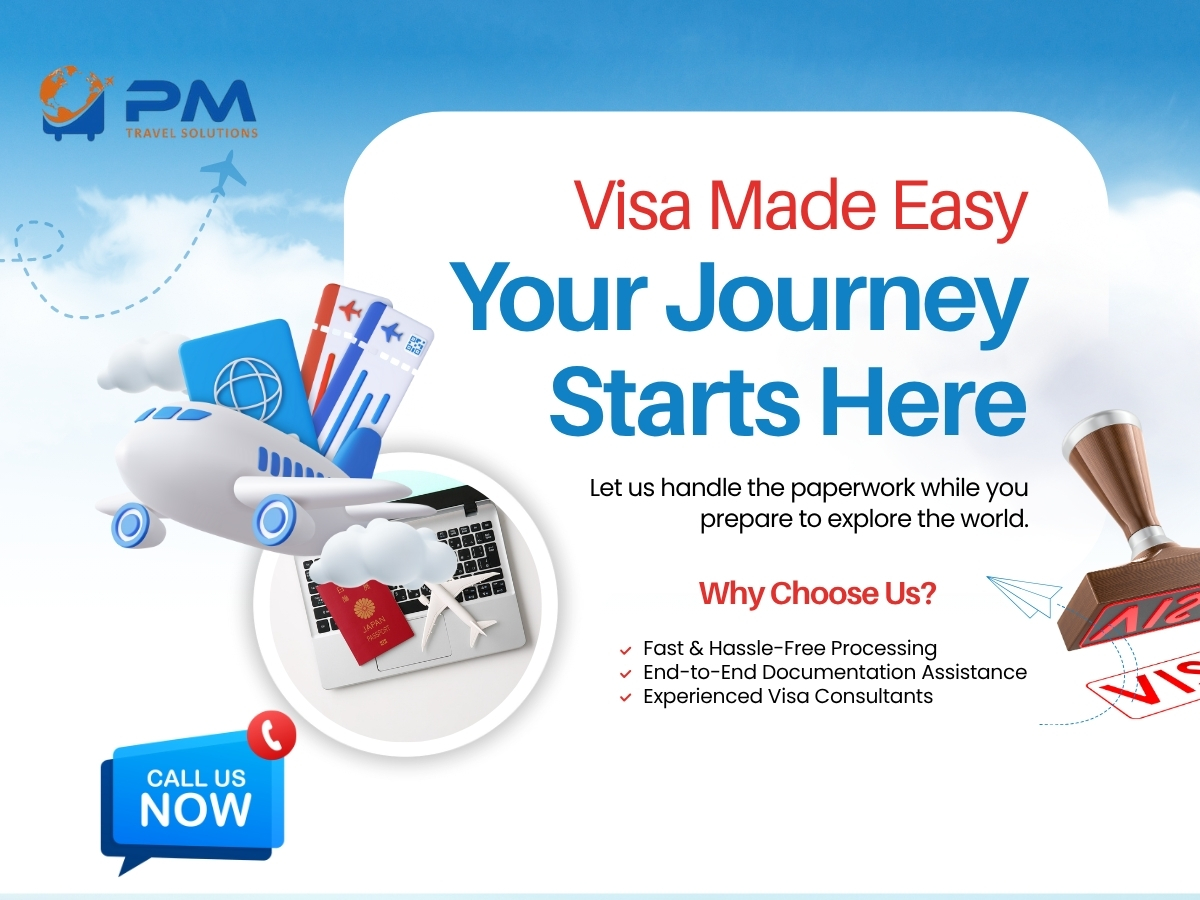 PM
TRAVEL SOLUTIONS
Visa Made Easy
Your Journey
Starts Here
Let us handle the paperwork while you
prepare to explore the world.
Why Choose Us?
Fast & Hassle-Free Processing
End-to-End Documentation Assistance
Experienced Visa Consultants
JAPAN
PASSPORT
VIS
VIS
CALL US
NOW